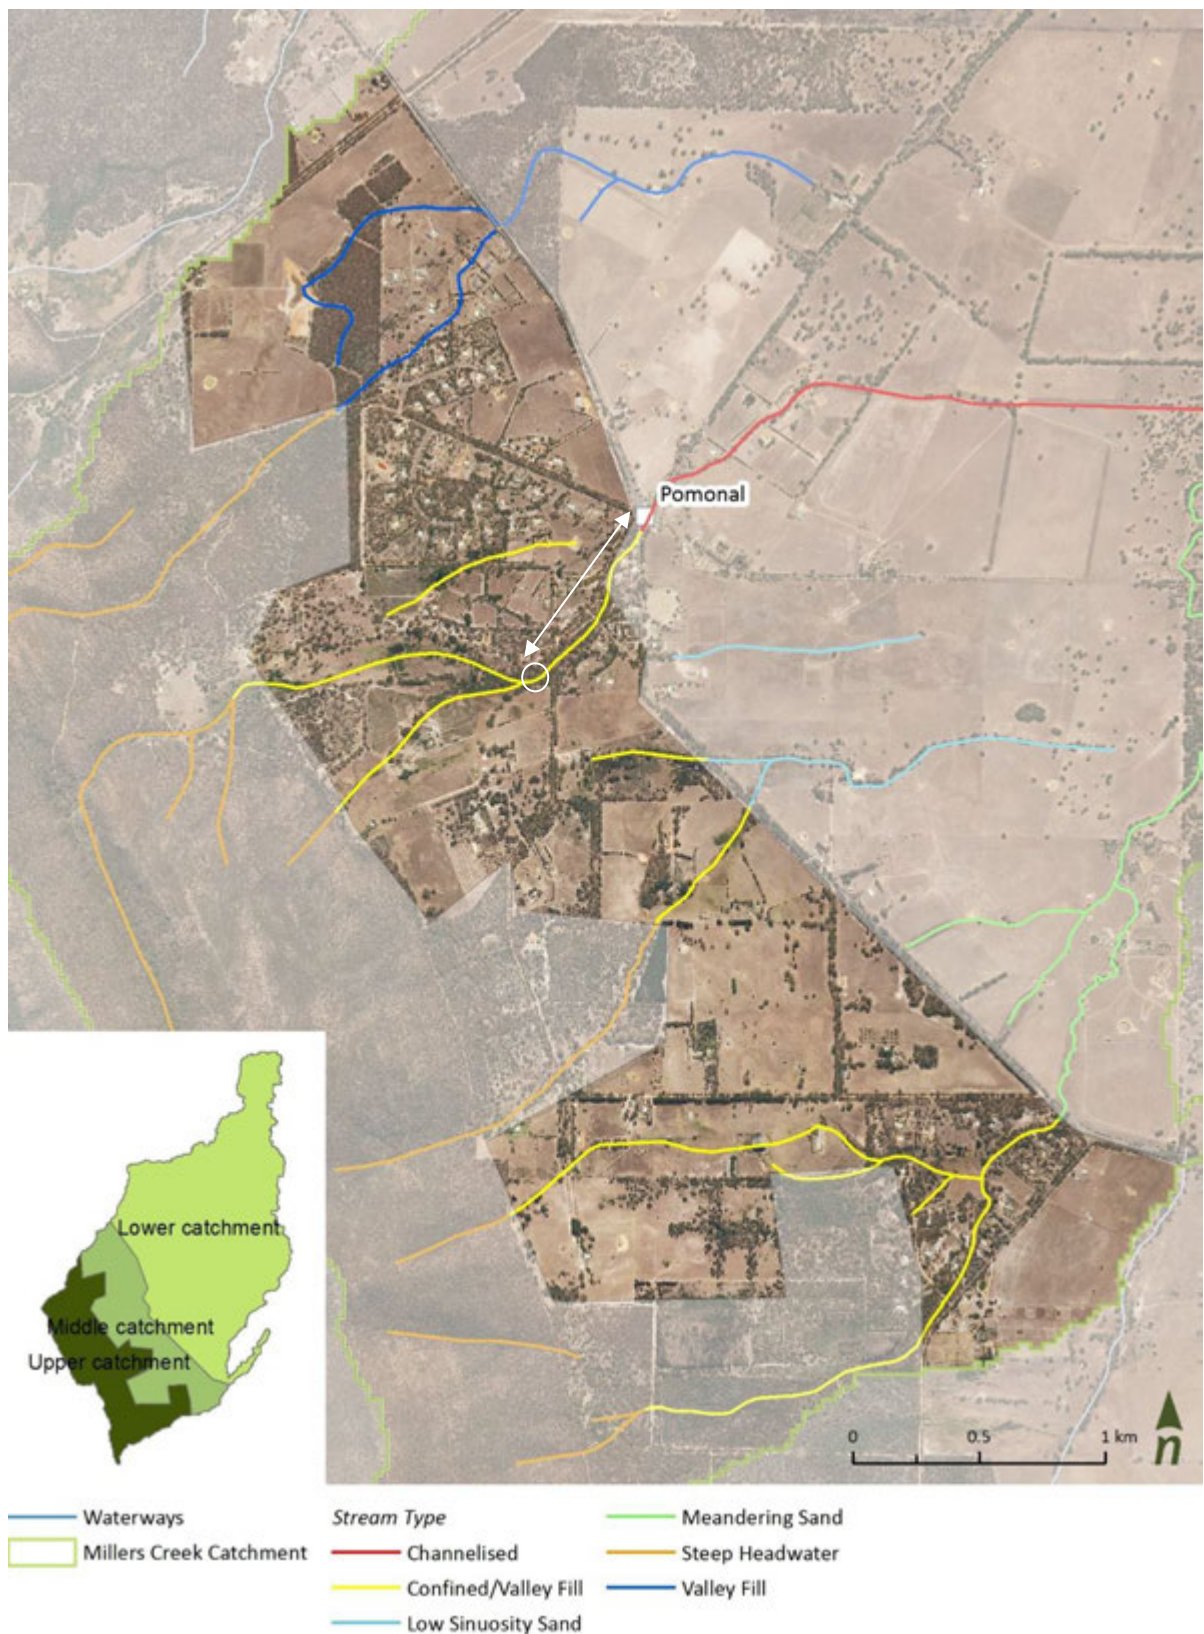 Pomonal
Lower catchment
Middle catchment
Upper catchment
0 0.5 1 km
n
Waterways
Millers Creek Catchment
Stream Type
Channelised
Confined/Valley Fill
Low Sinuosity Sand
Meandering Sand
Steep Headwater
Valley Fill